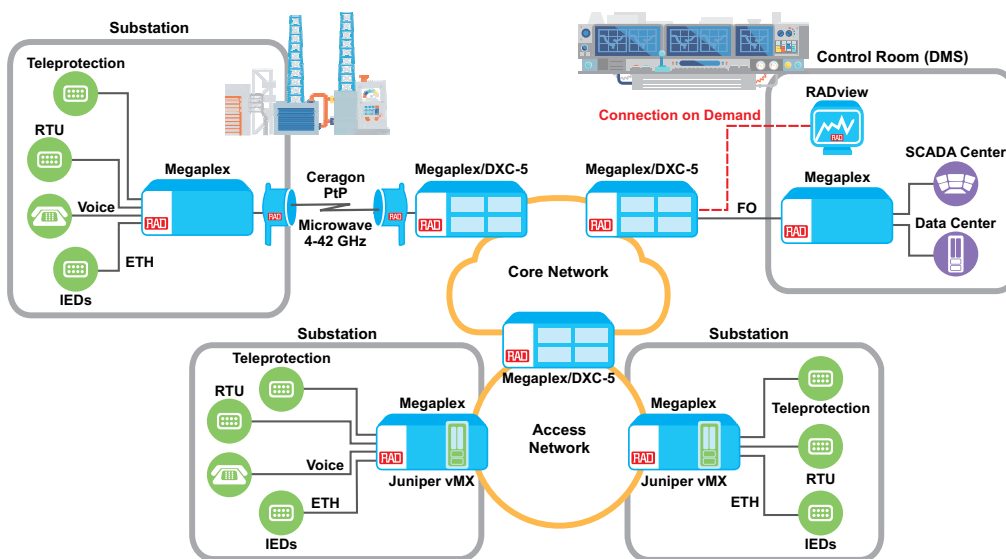 Substation
Teleprotection
RTU
Voice
ETH
IEDs
Megaplex
RAD
RAD
Ceragon
PtP
Microwave
4-42 GHz
RAD
Megaplex/DXC-5
RAD
Megaplex/DXC-5
RAD
Connection on Demand
FO
Control Room (DMS)
RADview
RAD
SCADA Center
Megaplex
RAD
Data Center
Core Network
RAD
Megaplex/DXC-5
Access
Network
Substation
Teleprotection
RTU
Voice
ETH
IEDs
Megaplex
RAD
Juniper vMX
Substation
Megaplex
RAD
Juniper vMX
Teleprotection
RTU
ETH
IEDs